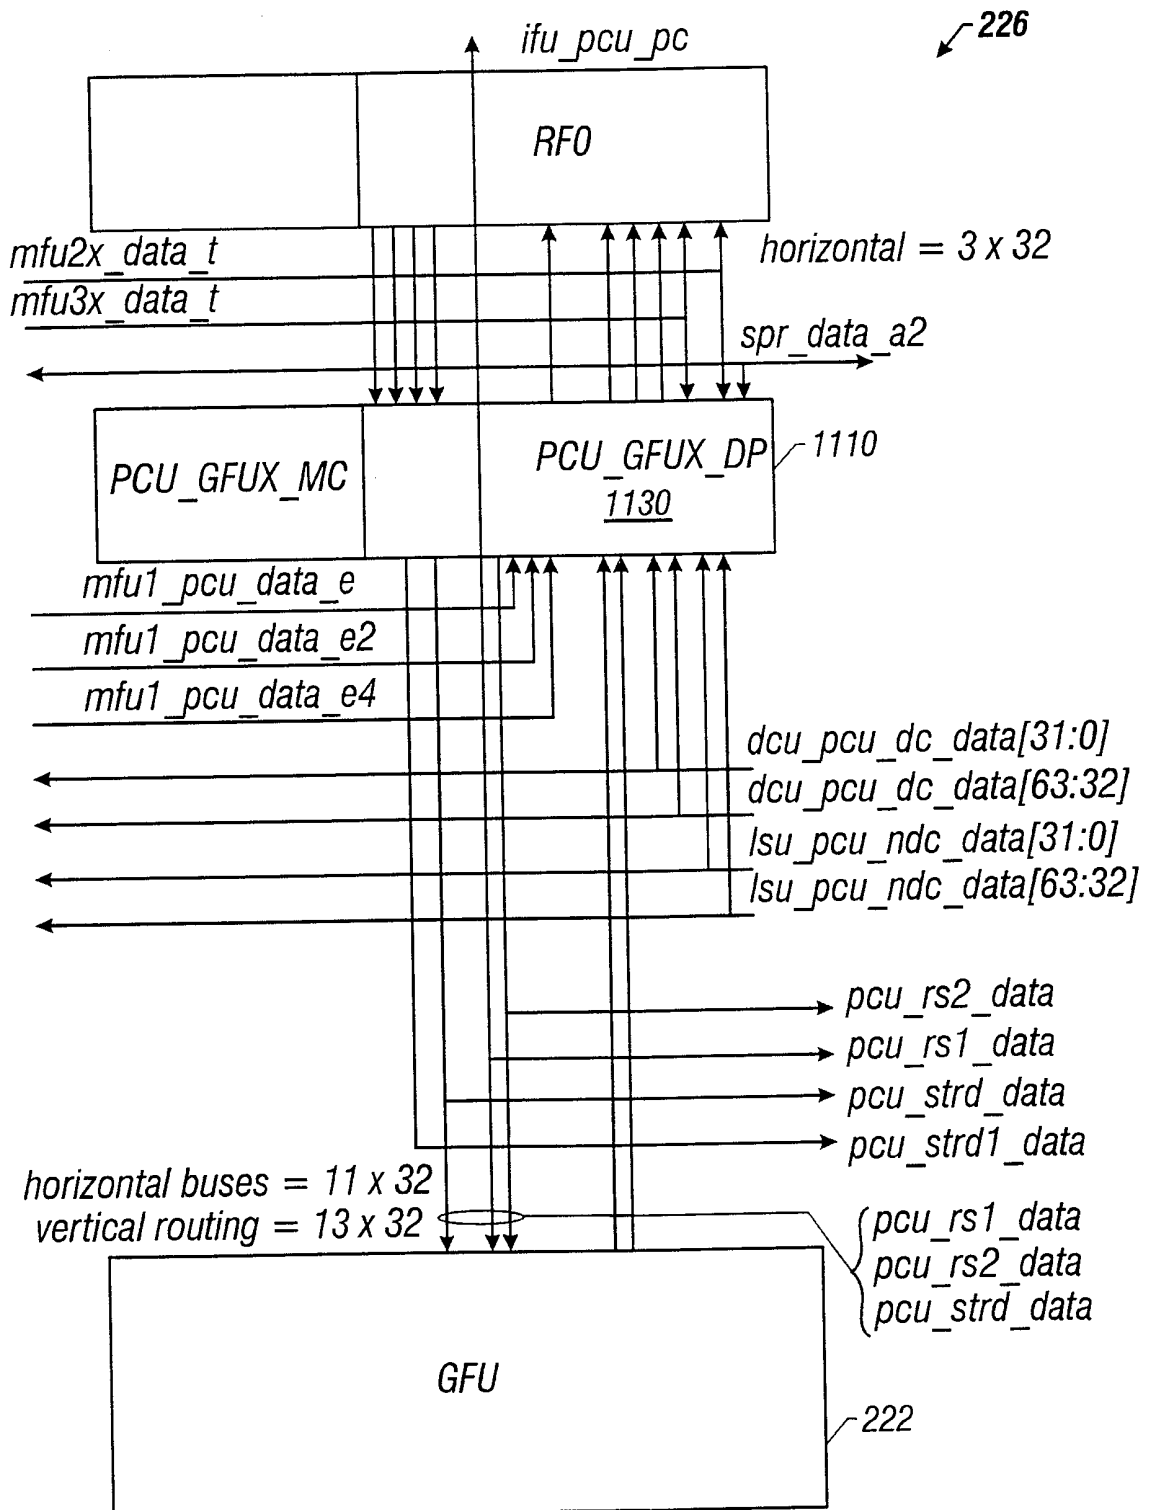 226
ifu_pcu_pc
RF0
mfu2x_data_t
horizontal = 3 x 32
mfu3x_data_t
spr_data_a2
PCU_GFUX_MC
PCU_GFUX_DP
1130
1110
mfu1_pcu_data_e
mfu1_pcu_data_e2
mfu1_pcu_data_e4
dcu_pcu_dc_data[31:0]
dcu_pcu_dc_data[63:32]
lsu_pcu_ndc_data[31:0]
lsu_pcu_ndc_data[63:32]
pcu_rs2_data
pcu_rs1_data
pcu_strd_data
pcu_strd1_data
horizontal buses = 11 x 32
vertical routing = 13 x 32
pcu_rs1_data
pcu_rs2_data
pcu_strd_data
GFU
222